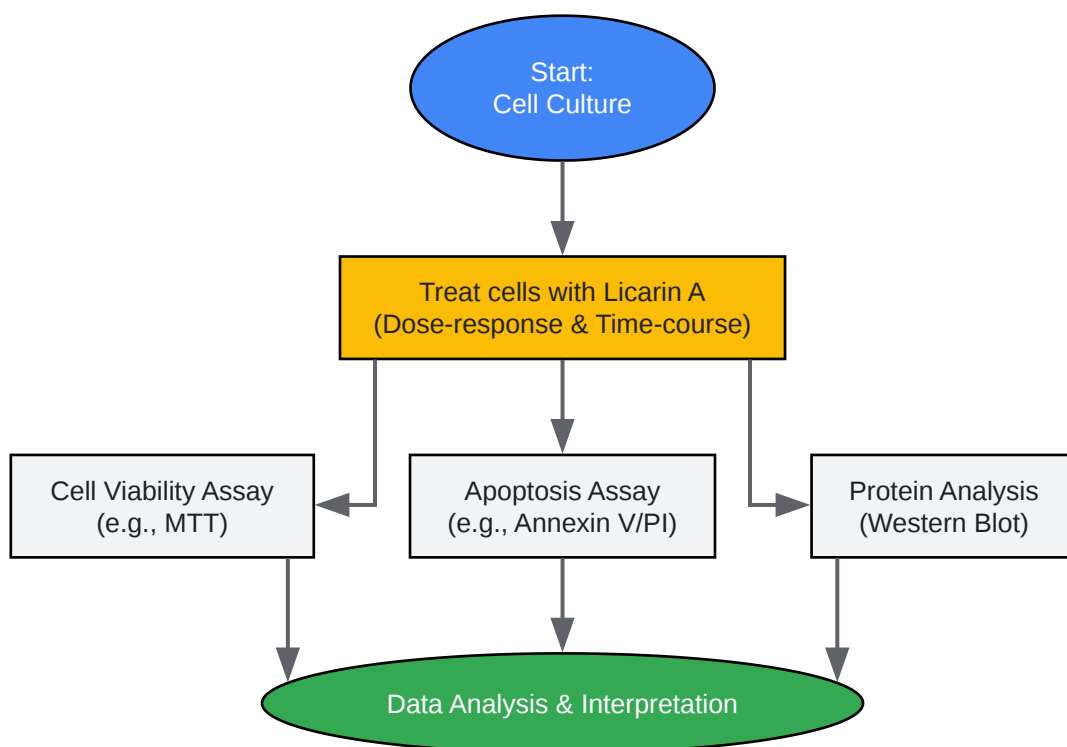 Start:
Cell Culture
Treat cells with Licarin A
(Dose-response & Time-course)
Cell Viability Assay
(e.g., MTT)
Apoptosis Assay
(e.g., Annexin V/PI)
Protein Analysis
(Western Blot)
Data Analysis & Interpretation